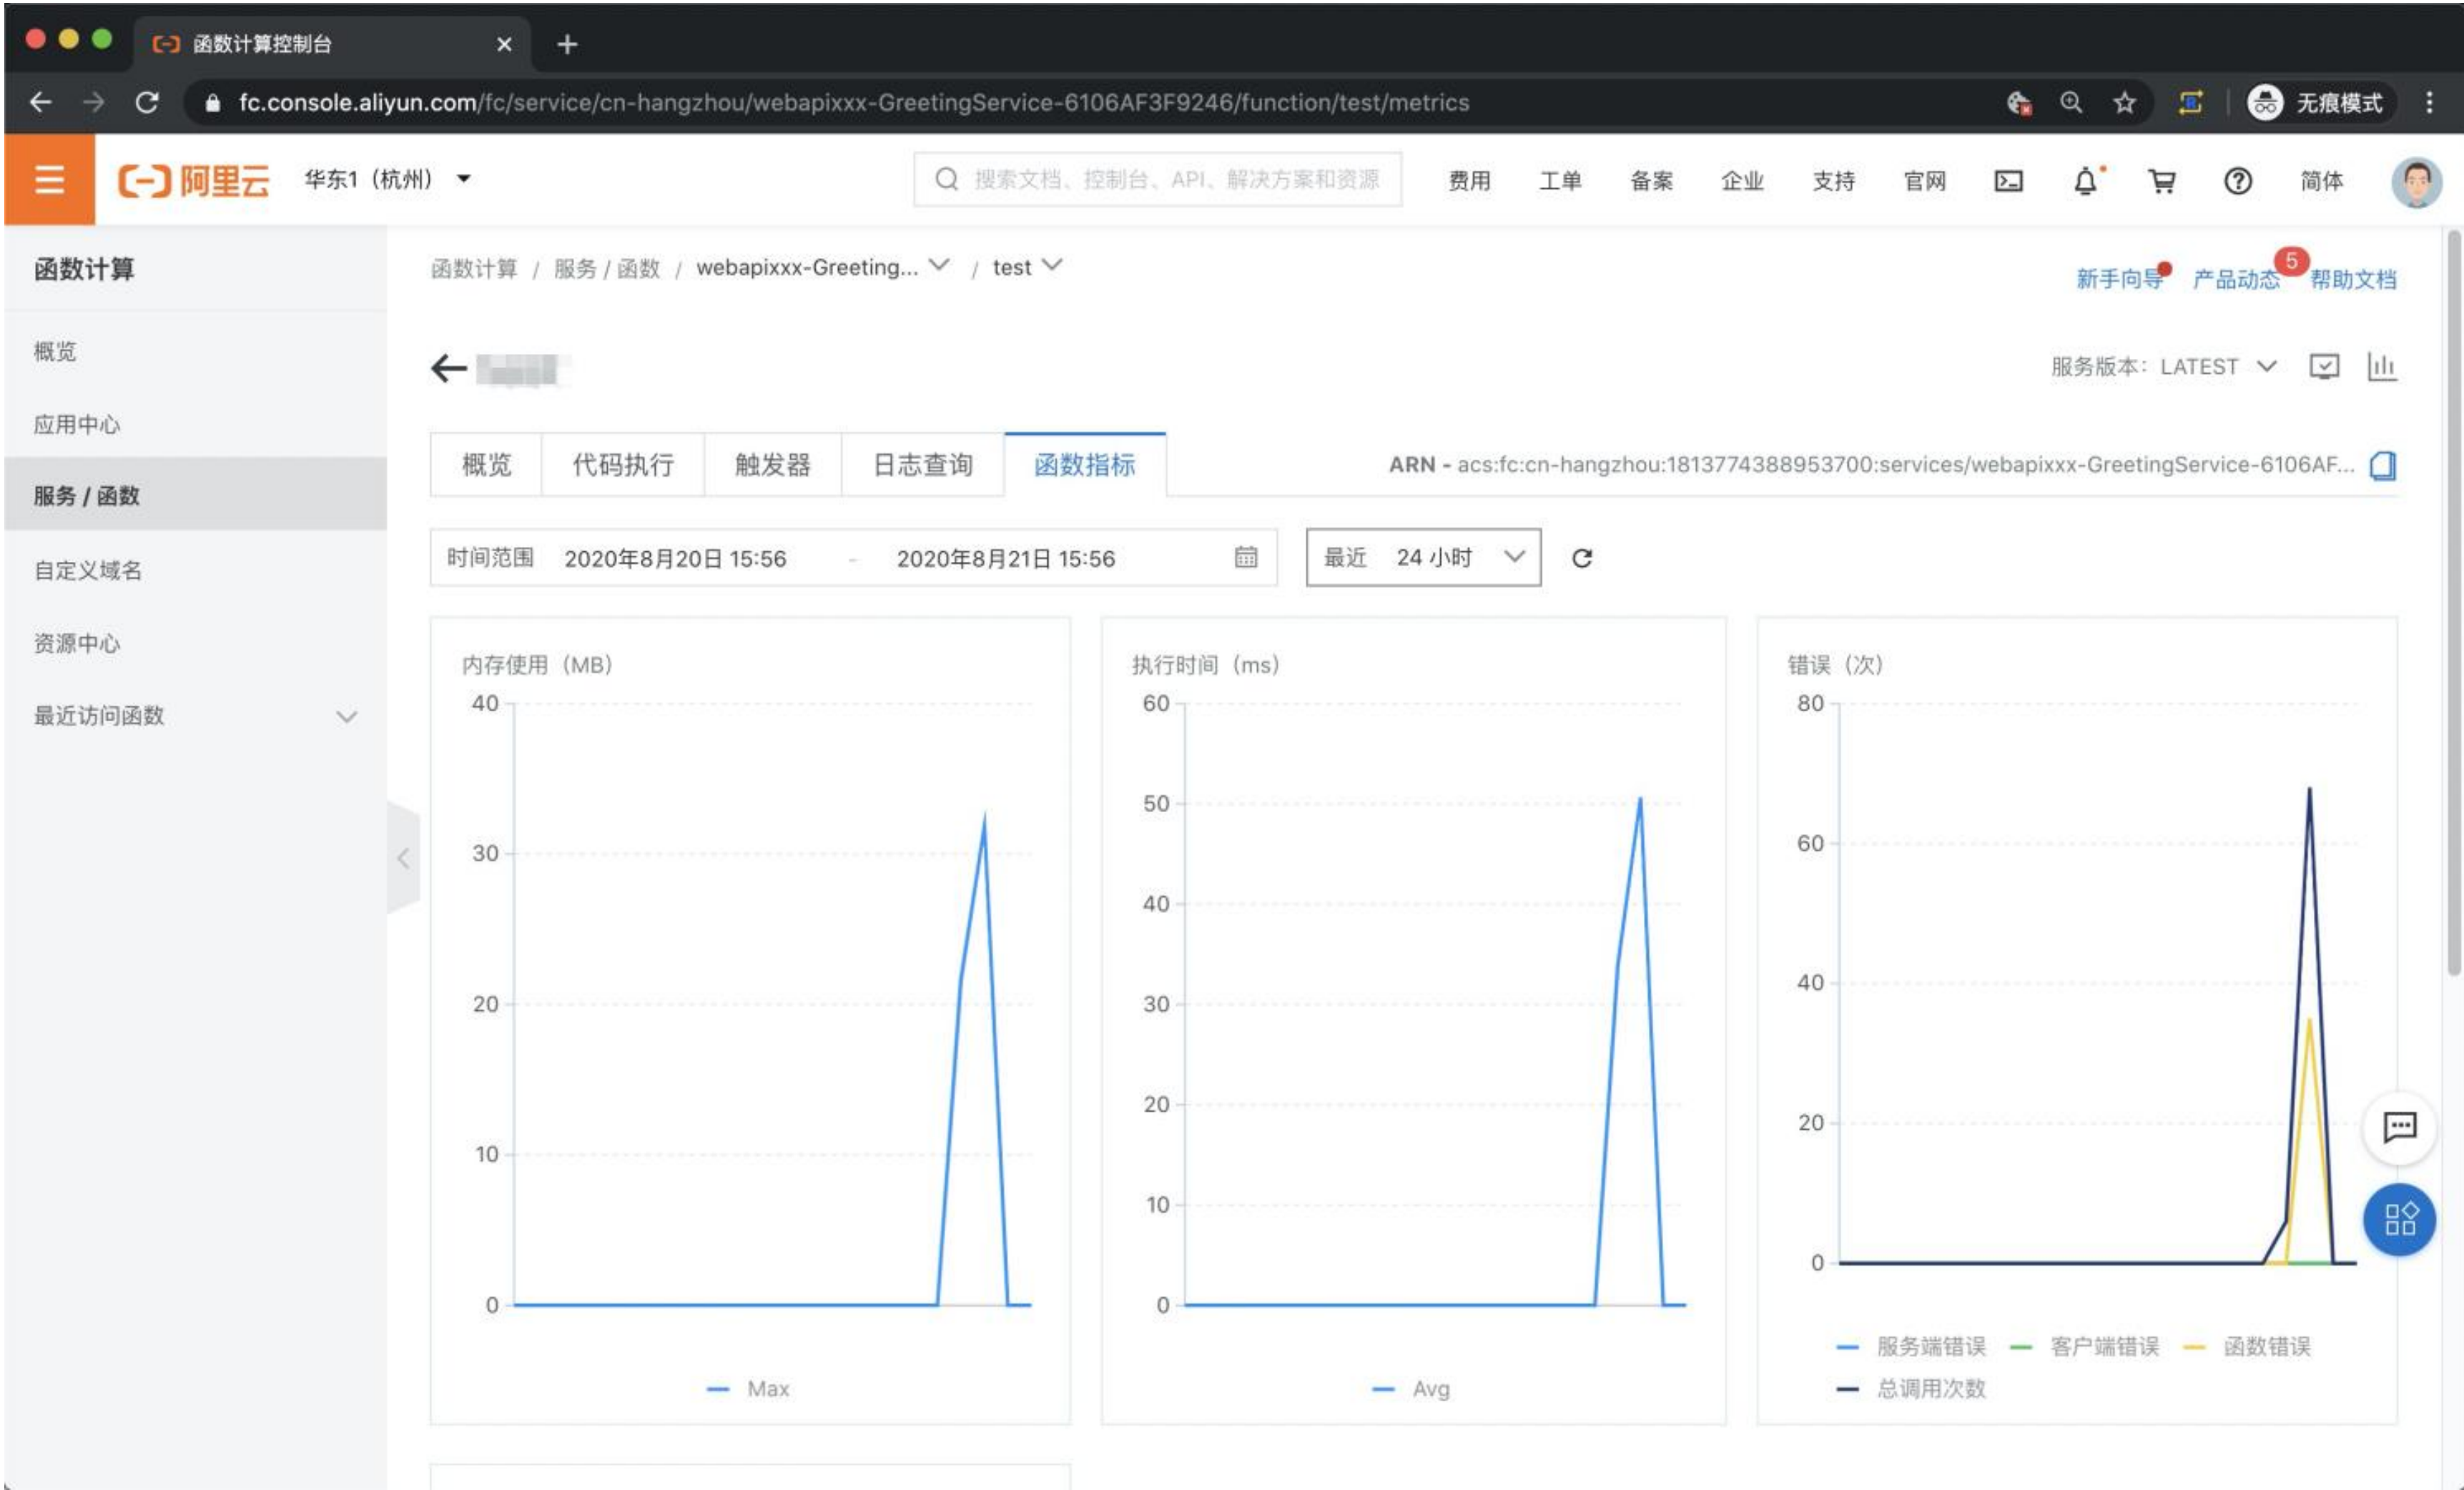 函数计算控制台
fc.console.aliyun.com/fc/service/cn-hangzhou/webapixxx-GreetingService-6106AF3F9246/function/test/metrics
无痕模式
阿里云
华东1（杭州）
搜索文档、控制台、API、解决方案和资源
费用 工单 备案 企业 支持 官网 简体
函数计算
概览
应用中心
服务 / 函数
自定义域名
资源中心
最近访问函数
函数计算 / 服务 / 函数 / webapixxx-Greeting... / test
新手向导 产品动态 5 帮助文档
服务版本：LATEST
概览 代码执行 触发器 日志查询 函数指标
ARN - acs:fc:cn-hangzhou:1813774388953700:services/webapixxx-GreetingService-6106AF...
时间范围 2020年8月20日 15:56 - 2020年8月21日 15:56
最近 24 小时
内存使用（MB）
40
30
20
10
0
Max
执行时间（ms）
60
50
40
30
20
10
0
Avg
错误（次）
80
60
40
20
0
服务端错误 客户端错误 函数错误
总调用次数